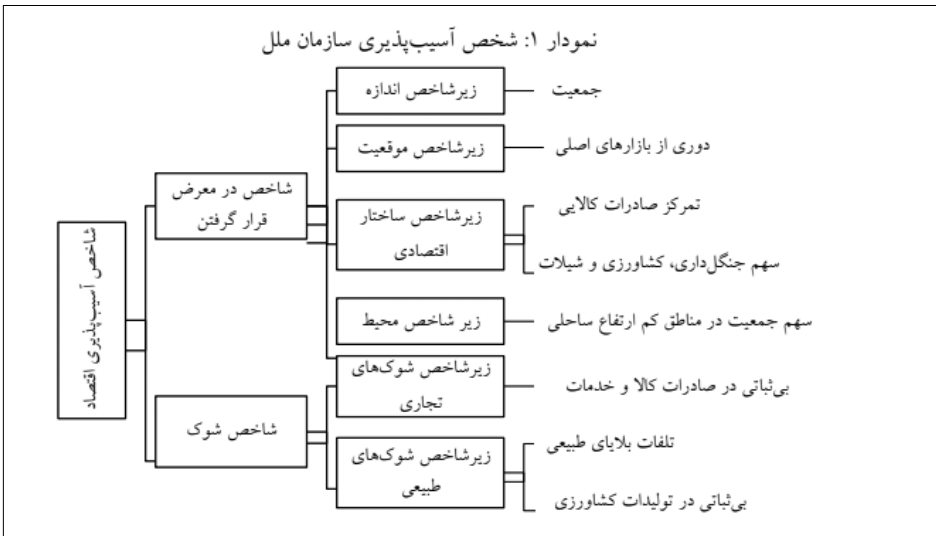 نمودار ۱: شخص آسیب‌پذیری سازمان ملل
شاخص آسیب‌پذیری اقتصاد
شاخص در معرض
قرار گرفتن
زیرشاخص اندازه
جمعیت
زیرشاخص موقعیت
دوری از بازارهای اصلی
زیرشاخص ساختار
اقتصادی
تمرکز صادرات کالایی
سهم جنگل‌داری، کشاورزی و شیلات
زیر شاخص محیط
سهم جمعیت در مناطق کم ارتفاع ساحلی
شاخص شوک
زیرشاخص شوک‌های
تجاری
بی‌ثباتی در صادرات کالا و خدمات
زیرشاخص شوک‌های
طبیعی
تلفات بلایای طبیعی
بی‌ثباتی در تولیدات کشاورزی